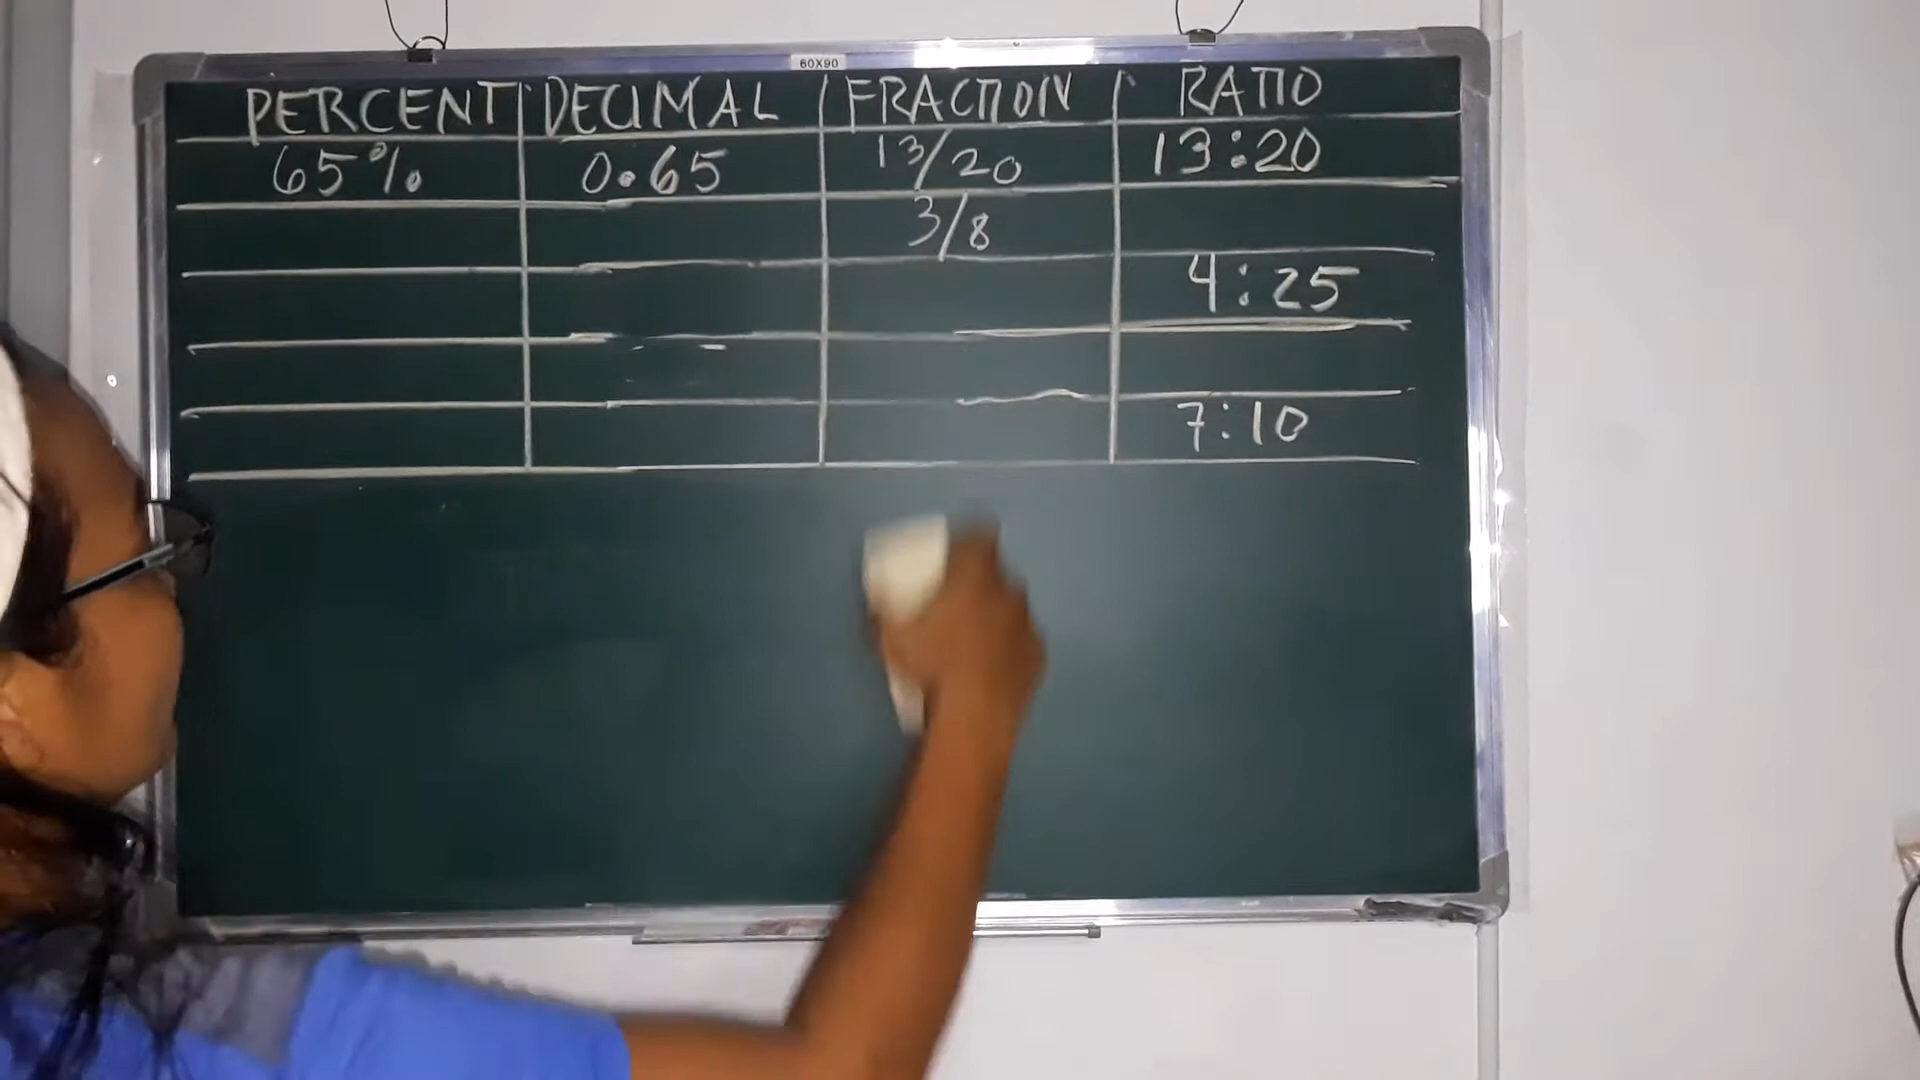 60X90
PERCENT DECIMAL FRACTION RATIO
65% 0.65 13/20 13:20
3/8
4:25
7:10